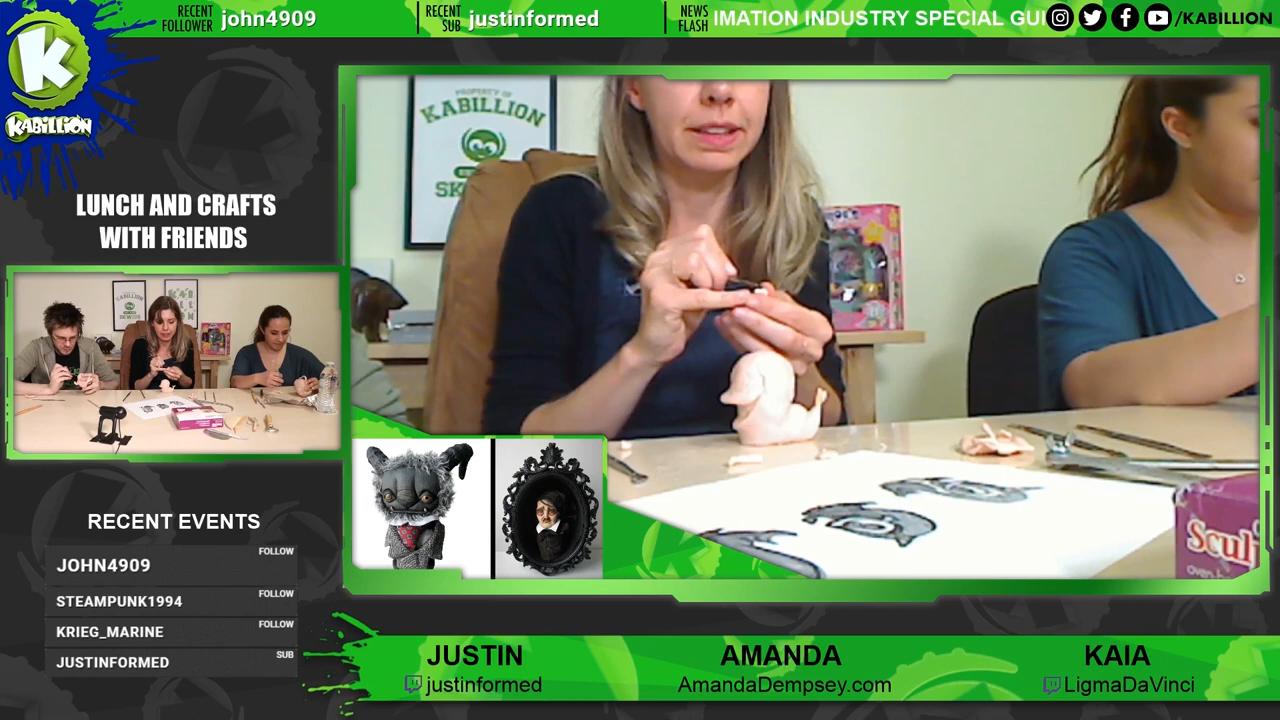 RECENT
FOLLOWER
john4909
RECENT
SUB
justinformed
NEWS
FLASH
IMATION INDUSTRY SPECIAL GUI
/KABILLION
K
KABILLION
LUNCH AND CRAFTS
WITH FRIENDS
PROPERTY OF
KABILLION
RECENT EVENTS
FOLLOW
JOHN4909
FOLLOW
STEAMPUNK1994
FOLLOW
KRIEG_MARINE
SUB
JUSTINFORMED
Scul
JUSTIN
justinformed
AMANDA
AmandaDempsey.com
KAIA
LigmaDaVinci